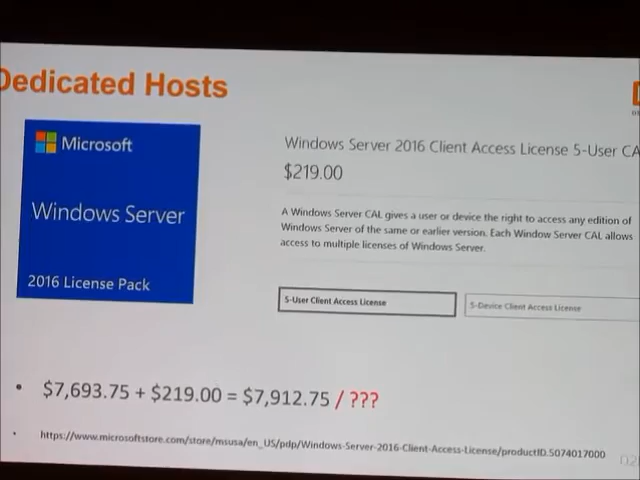 Dedicated Hosts
Microsoft
Windows Server
2016 License Pack
Windows Server 2016 Client Access License 5-User CA
$219.00
A Windows Server CAL gives a user or device the right to access any edition of
Windows Server of the same or earlier version. Each Window Server CAL allows
access to multiple licenses of Windows Server.
5-User Client Access License
5-Device Client Access License
• $7,693.75 + $219.00 = $7,912.75 / ???
• https://www.microsoftstore.com/store/msusa/en_US/pdp/Windows-Server-2016-Client-Access-License/productID.5074017000